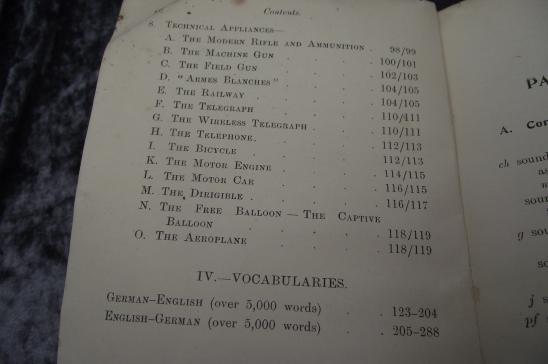 Contents.
8. Technical Appliances—
A. The Modern Rifle and Ammunition . 98/99
B. The Machine Gun . . . . 100/101
C. The Field Gun . . . . 102/103
D. "Armes Blanches" . . . . 104/105
E. The Railway . . . . 104/105
F. The Telegraph . . . . 110/111
G. The Wireless Telegraph . . . 110/111
H. The Telephone . . . . 112/113
I. The Bicycle . . . . 112/113
K. The Motor Engine . . . . 114/115
L. The Motor Car . . . . 116/115
M. The Dirigible . . . . 116/117
N. The Free Balloon — The Captive
Balloon . . . . 118/119
O. The Aeroplane . . . . 118/119
IV.—VOCABULARIES.
German–English (over 5,000 words) . . 123–204
English–German (over 5,000 words) . . 205–288
PA
A. Con
ch sound
as
soun
g sou
so
j s
pf